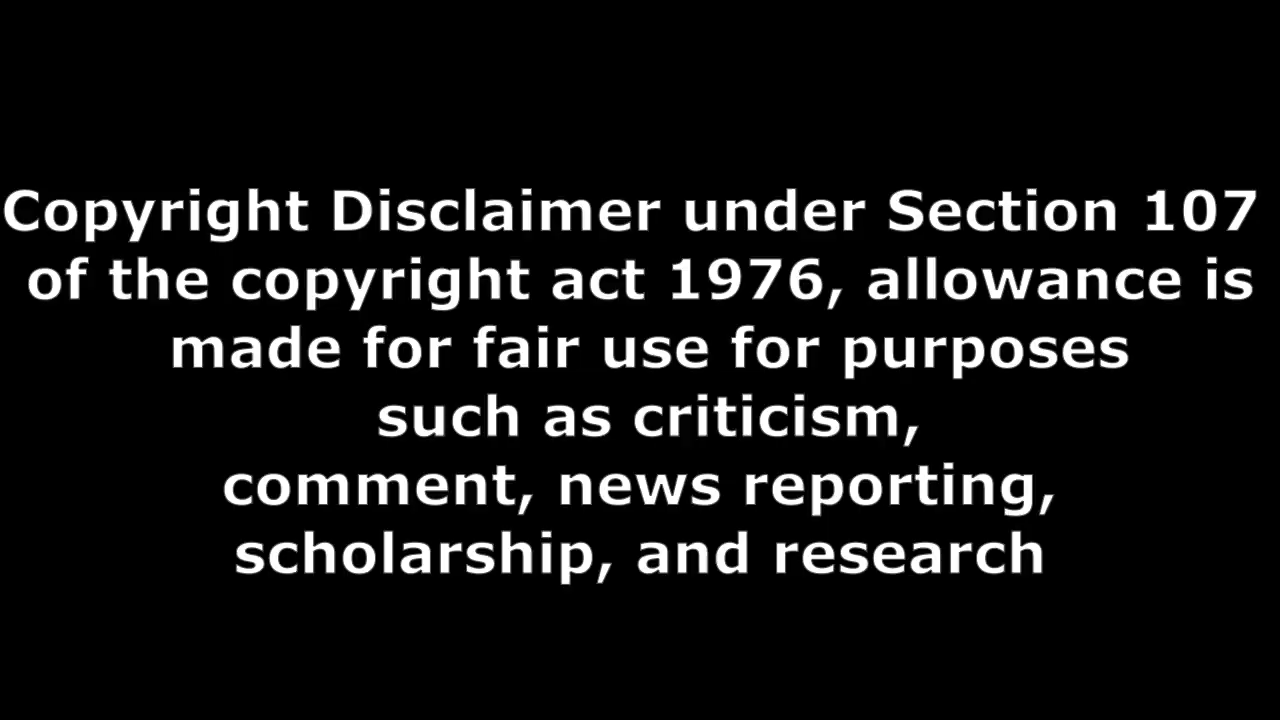 Copyright Disclaimer under Section 107
of the copyright act 1976, allowance is
made for fair use for purposes
such as criticism,
comment, news reporting,
scholarship, and research